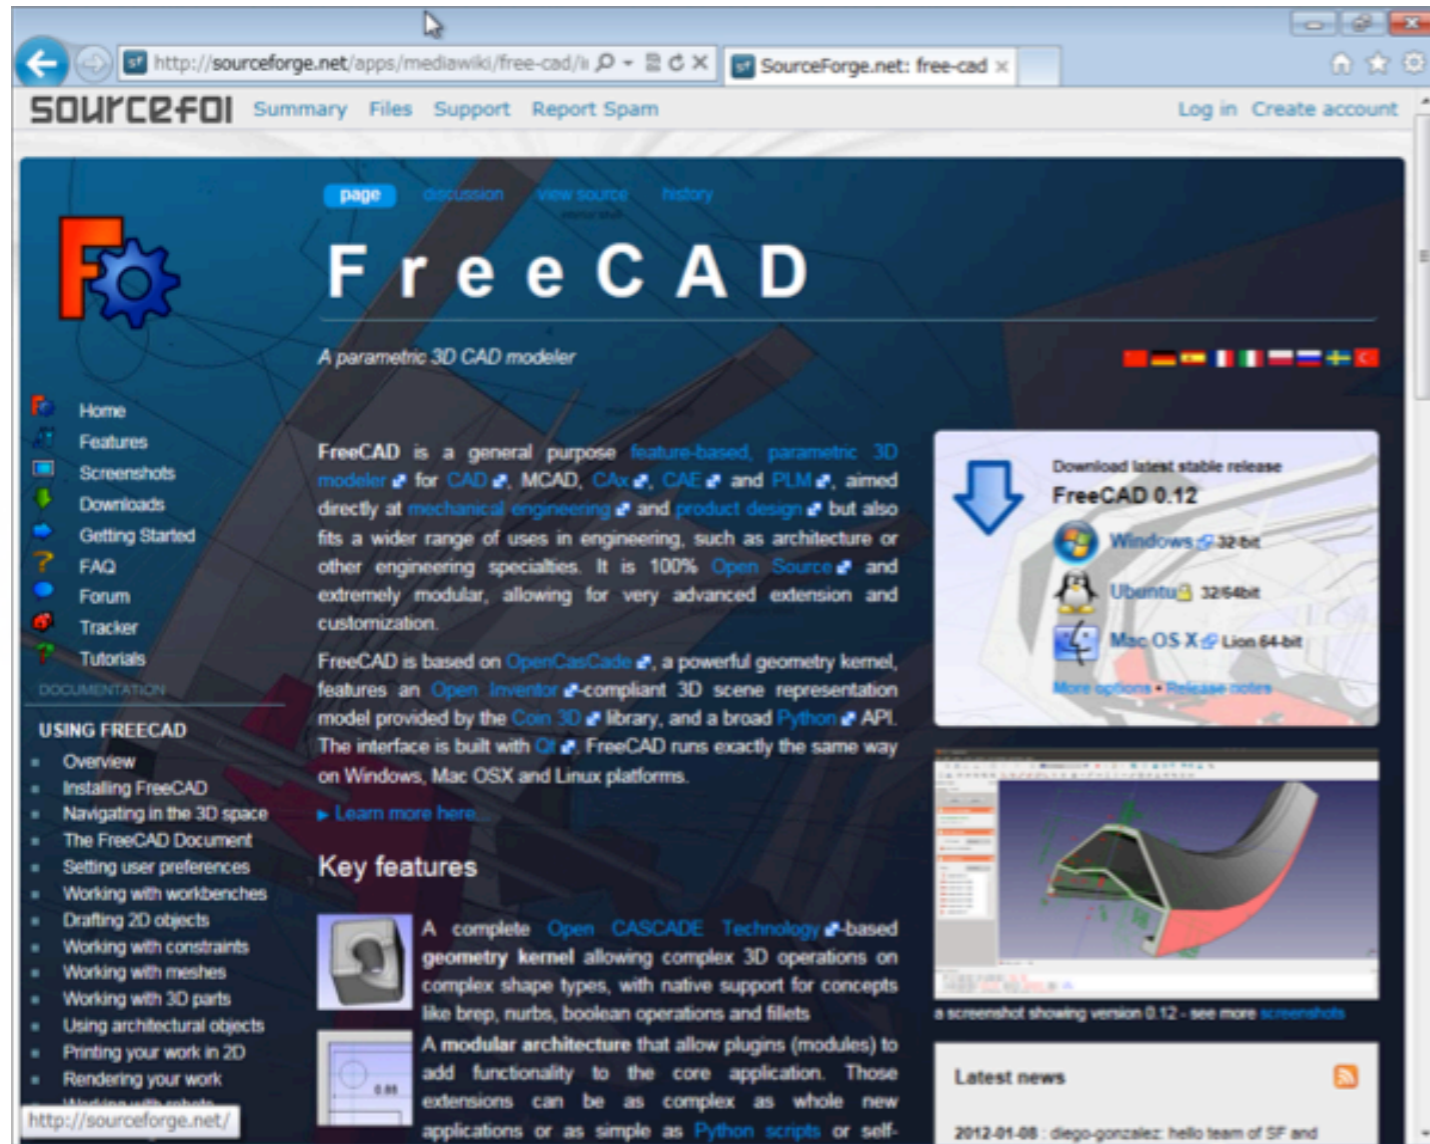 http://sourceforge.net/apps/mediawiki/free-cad/i
SourceForge.net: free-cad
Summary Files Support Report Spam
Log in Create account
page discussion view source history
FreeCAD
A parametric 3D CAD modeler
Home
Features
Screenshots
Downloads
Getting Started
FAQ
Forum
Tracker
Tutorials
DOCUMENTATION
USING FREECAD
Overview
Installing FreeCAD
Navigating in the 3D space
The FreeCAD Document
Setting user preferences
Working with workbenches
Drafting 2D objects
Working with constraints
Working with meshes
Working with 3D parts
Using architectural objects
Printing your work in 2D
Rendering your work
http://sourceforge.net/
FreeCAD is a general purpose feature-based, parametric 3D
modeler for CAD, MCAD, CAx, CAE and PLM, aimed
directly at mechanical engineering and product design but also
fits a wider range of uses in engineering, such as architecture or
other engineering specialties. It is 100% Open Source and
extremely modular, allowing for very advanced extension and
customization.
FreeCAD is based on OpenCasCade, a powerful geometry kernel,
features an Open Inventor-compliant 3D scene representation
model provided by the Coin 3D library, and a broad Python API.
The interface is built with Qt. FreeCAD runs exactly the same way
on Windows, Mac OSX and Linux platforms.
Learn more here...
Key features
A complete Open CASCADE Technology-based
geometry kernel allowing complex 3D operations on
complex shape types, with native support for concepts
like brep, nurbs, boolean operations and fillets
0.88
A modular architecture that allow plugins (modules) to
add functionality to the core application. Those
extensions can be as complex as whole new
applications or as simple as Python scripts or self-
Download latest stable release
FreeCAD 0.12
Windows 32-bit
Ubuntu 32/64bit
Mac OS X Lion 64-bit
More options • Release notes
a screenshot showing version 0.12 - see more screenshots
Latest news
2012-01-08 : diego-gonzalez: hello team of SF and